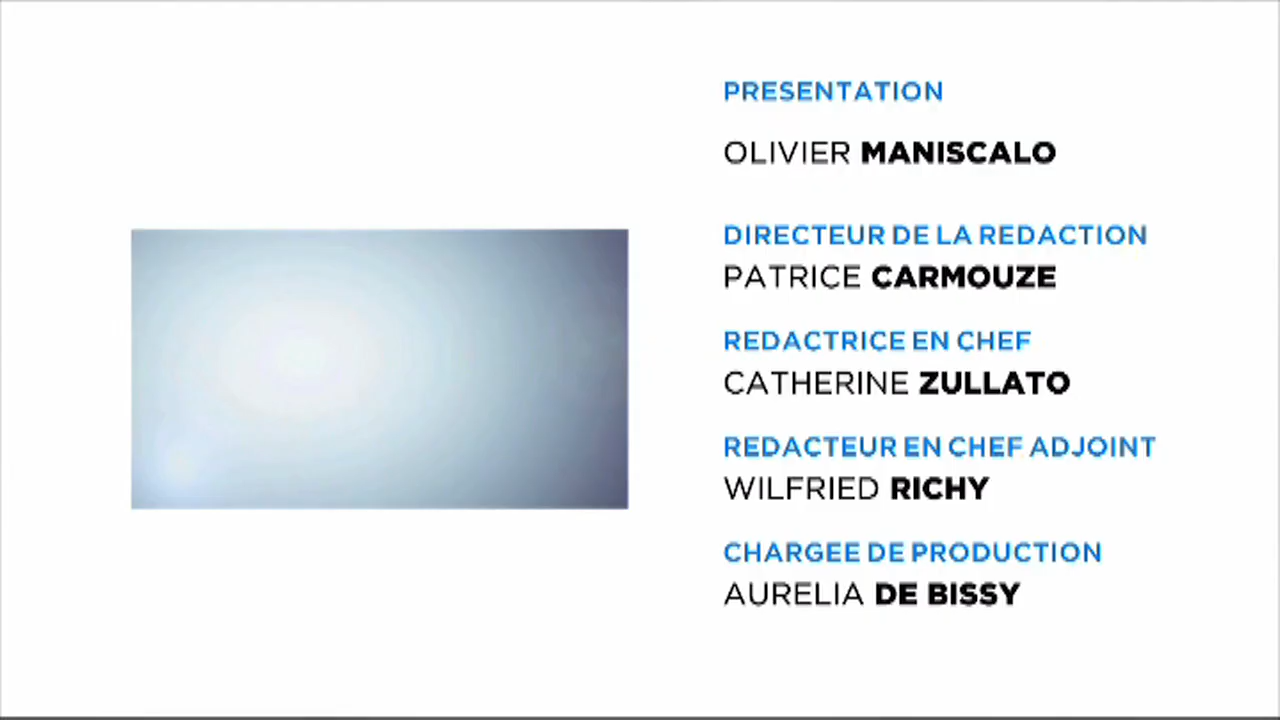 PRESENTATION
OLIVIER MANISCALO
DIRECTEUR DE LA REDACTION
PATRICE CARMOUZE
REDACTRICE EN CHEF
CATHERINE ZULLATO
REDACTEUR EN CHEF ADJOINT
WILFRIED RICHY
CHARGEE DE PRODUCTION
AURELIA DE BISSY